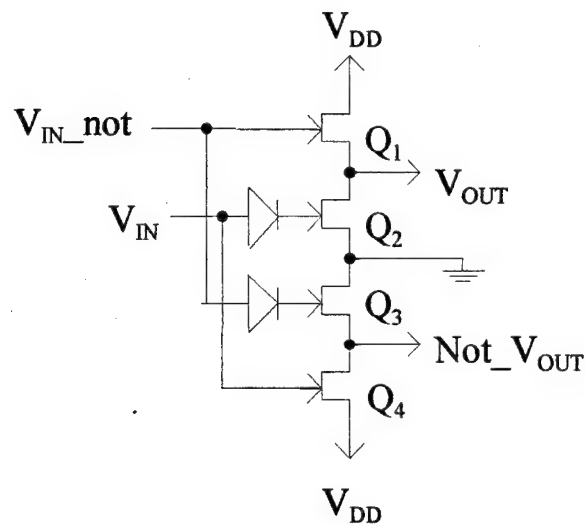 V_DD
V_IN_not
Q_1
V_OUT
V_IN
Q_2
Q_3
Not_V_OUT
Q_4
V_DD